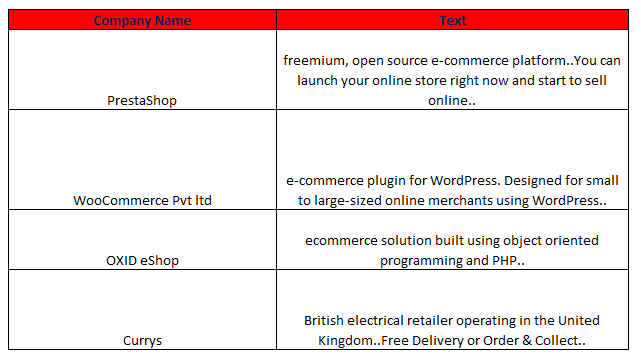 Company Name Text
freemium, open source e-commerce platform..You can
launch your online store right now and start to sell
PrestaShop online..
e-commerce plugin for WordPress. Designed for small
WooCommerce Pvt ltd to large-sized online merchants using WordPress..
ecommerce solution built using object oriented
OXID eShop programming and PHP..
British electrical retailer operating in the United
Currys Kingdom..Free Delivery or Order & Collect..